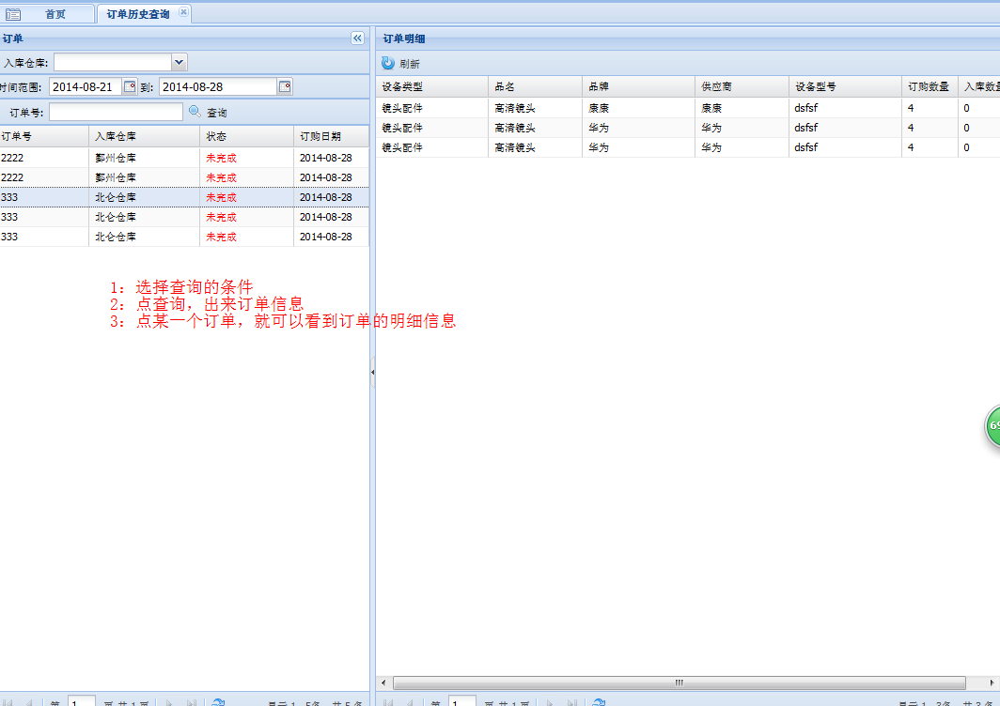 首页 订单历史查询
订单
入库仓库:
时间范围: 2014-08-21 到: 2014-08-28
订单号: 查询
订单号 入库仓库 状态 订购日期
2222 鄞州仓库 未完成 2014-08-28
2222 鄞州仓库 未完成 2014-08-28
333 北仑仓库 未完成 2014-08-28
333 北仑仓库 未完成 2014-08-28
333 北仑仓库 未完成 2014-08-28
1：选择查询的条件
2：点查询，出来订单信息
3：点某一个订单，就可以看到订单的明细信息
第 1 页 共 1 页 显示 1 - 5条，共 5 条
订单明细
刷新
设备类型 品名 品牌 供应商 设备型号 订购数量 入库数量
镜头配件 高清镜头 康康 康康 dsfsf 4 0
镜头配件 高清镜头 华为 华为 dsfsf 4 0
镜头配件 高清镜头 华为 华为 dsfsf 4 0
第 1 页 共 1 页 显示 1 - 3条，共 3 条